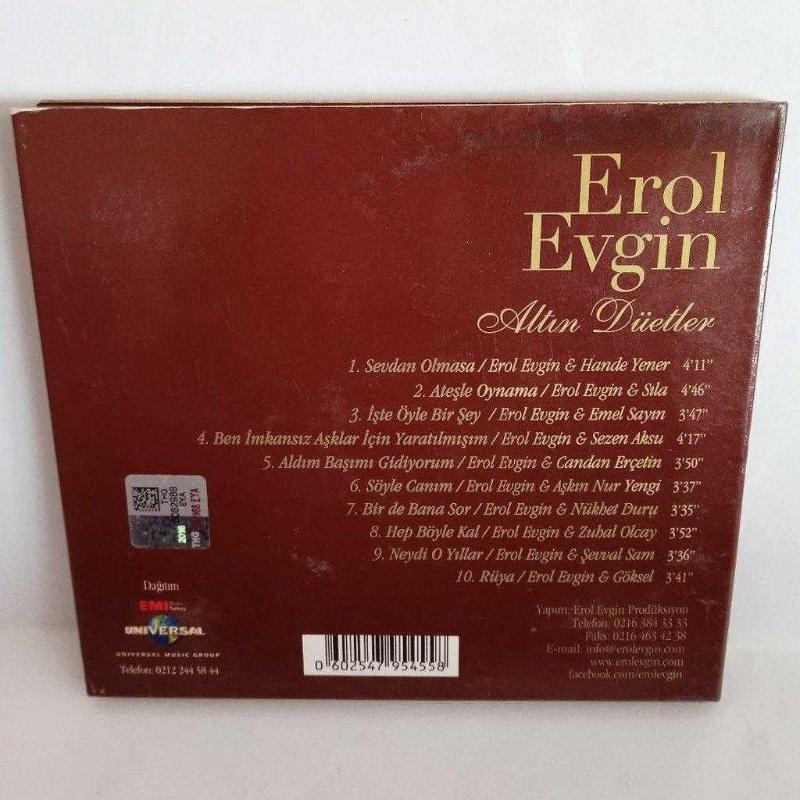 Erol
Evgin
Altın Düetler
1. Sevdan Olmasa / Erol Evgin & Hande Yener 4'11"
2. Ateşle Oynama / Erol Evgin & Sıla 4'46"
3. İşte Öyle Bir Şey / Erol Evgin & Emel Sayın 3'47"
4. Ben İmkansız Aşklar İçin Yaratılmışım / Erol Evgin & Sezen Aksu 4'17"
5. Aldım Başımı Gidiyorum / Erol Evgin & Candan Erçetin 3'50"
6. Söyle Canım / Erol Evgin & Aşkın Nur Yengi 3'37"
7. Bir de Bana Sor / Erol Evgin & Nükhet Duru 3'35"
8. Hep Böyle Kal / Erol Evgin & Zuhal Olcay 3'52"
9. Neydi O Yıllar / Erol Evgin & Şevval Sam 3'36"
10. Rüya / Erol Evgin & Göksel 3'41"
THG
EYA
2016
Dağıtım
EMI
UNIVERSAL
UNIVERSAL MUSIC GROUP
Telefon: 0212 244 58 44
0 602547 954558
Yapım: Erol Evgin Prodüksiyon
Telefon: 0216 384 33 33
Faks: 0216 463 42 38
E-mail: info@erolevgin.com
www.erolevgin.com
facebook.com/erolevgin